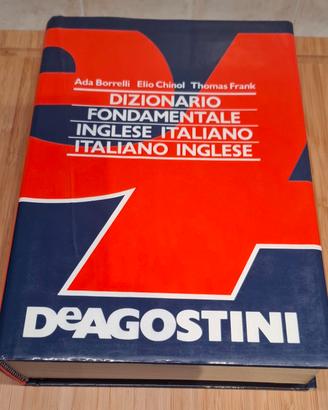 Ada Borrelli Elio Chinol Thomas Frank
DIZIONARIO
FONDAMENTALE
INGLESE ITALIANO
ITALIANO INGLESE
DeAGOSTINI